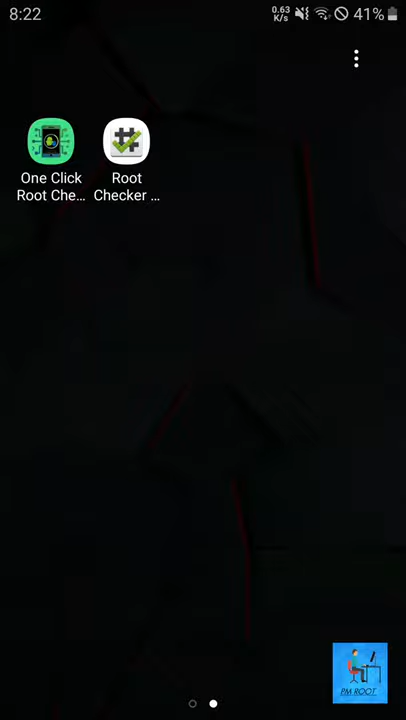 8:22
0.63
K/s
41%
One Click
Root Che...
Root
Checker ...
PM ROOT